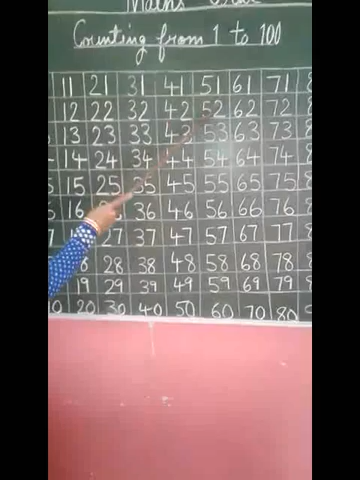 Maths
Counting from 1 to 100
11 21 31 41 51 61 71
12 22 32 42 52 62 72
13 23 33 43 53 63 73
14 24 34 44 54 64 74
15 25 35 45 55 65 75
16 36 46 56 66 76
27 37 47 57 67 77
28 38 48 58 68 78
19 29 39 49 59 69 79
20 30 40 50 60 70 80